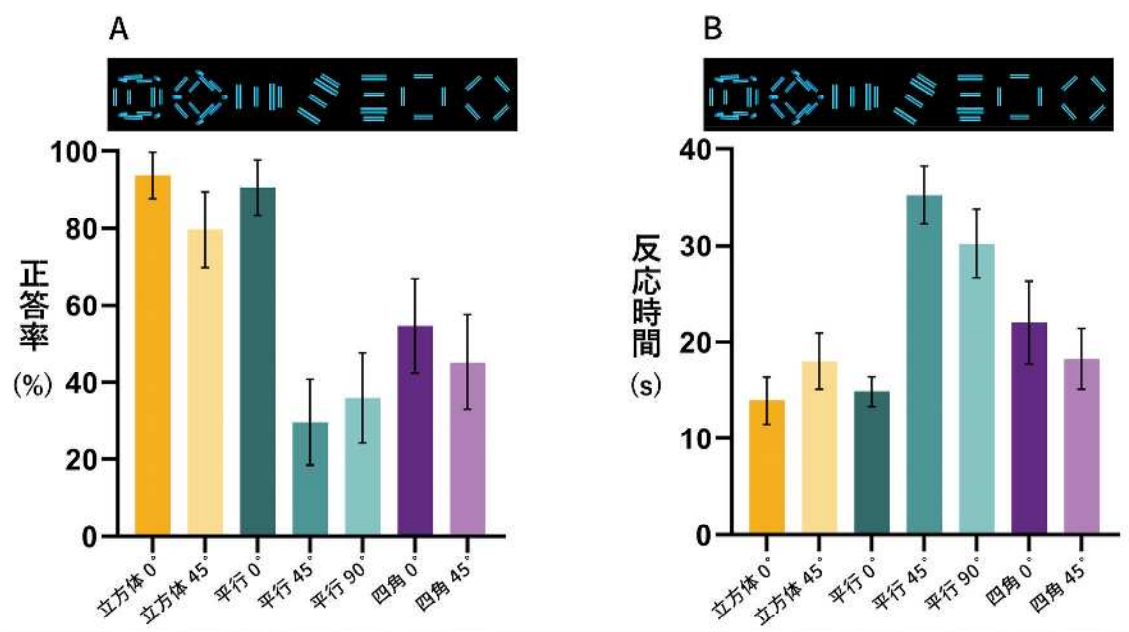 A
100
80
60
40
20
0
正答率
(%)
立方体 0°
立方体 45°
平行 0°
平行 45°
平行 90°
四角 0°
四角 45°
B
40
30
20
10
0
反応時間
(s)
立方体 0°
立方体 45°
平行 0°
平行 45°
平行 90°
四角 0°
四角 45°